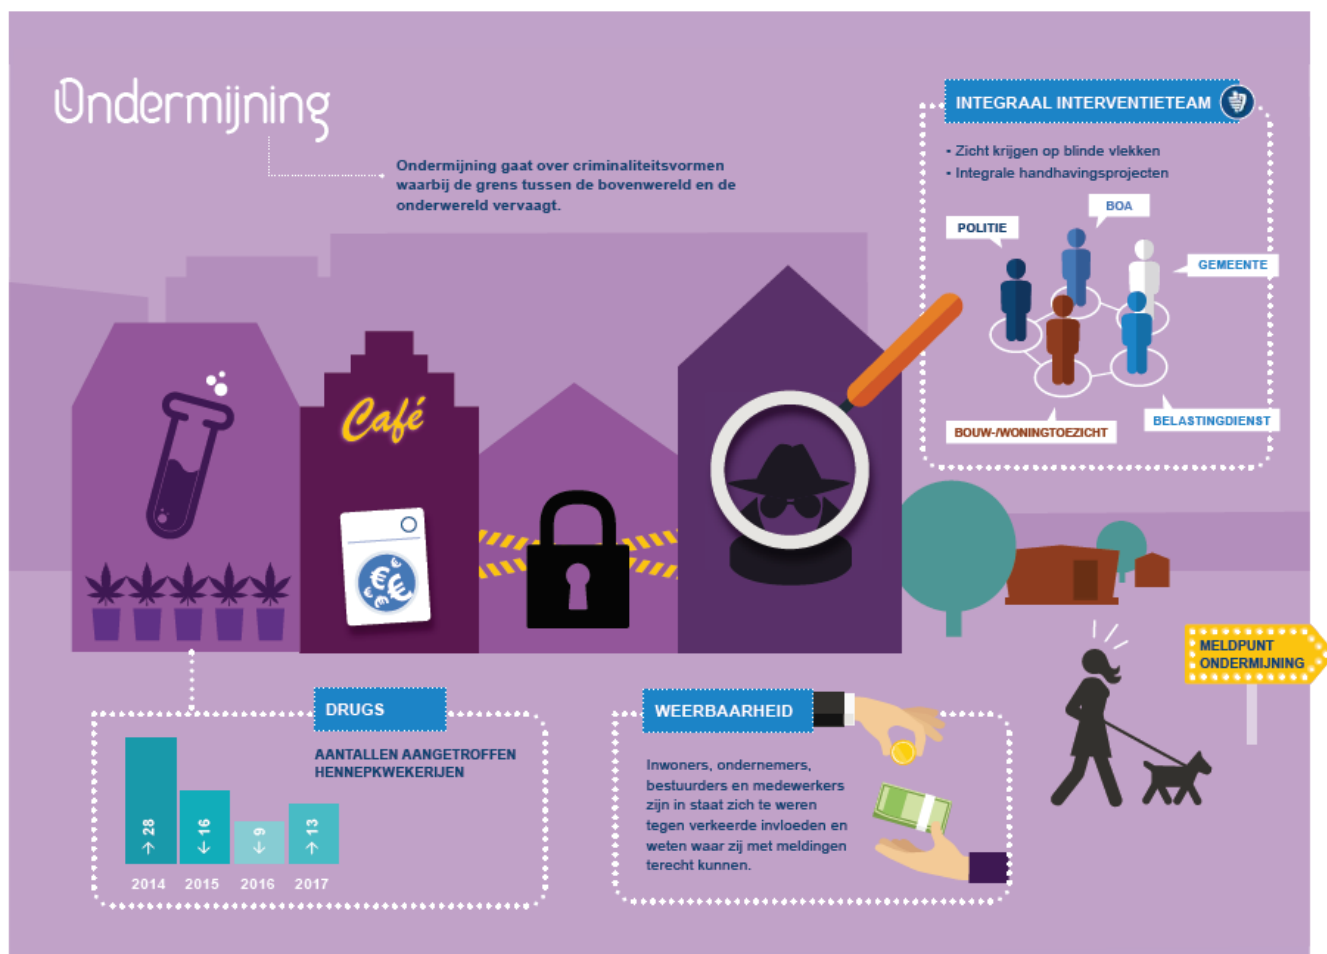 Ondermijning
Ondermijning gaat over criminaliteitsvormen
waarbij de grens tussen de bovenwereld en de
onderwereld vervaagt.
INTEGRAAL INTERVENTIETEAM
• Zicht krijgen op blinde vlekken
• Integrale handhavingsprojecten
BOA
POLITIE
GEMEENTE
BELASTINGDIENST
BOUW-/WONINGTOEZICHT
Café
€ € € € €
MELDPUNT
ONDERMIJNING
DRUGS
AANTALLEN AANGETROFFEN
HENNEPKWEKERIJEN
→ 28
← 16
← 9
→ 13
2014 2015 2016 2017
WEERBAARHEID
Inwoners, ondernemers,
bestuurders en medewerkers
zijn in staat zich te weren
tegen verkeerde invloeden en
weten waar zij met meldingen
terecht kunnen.